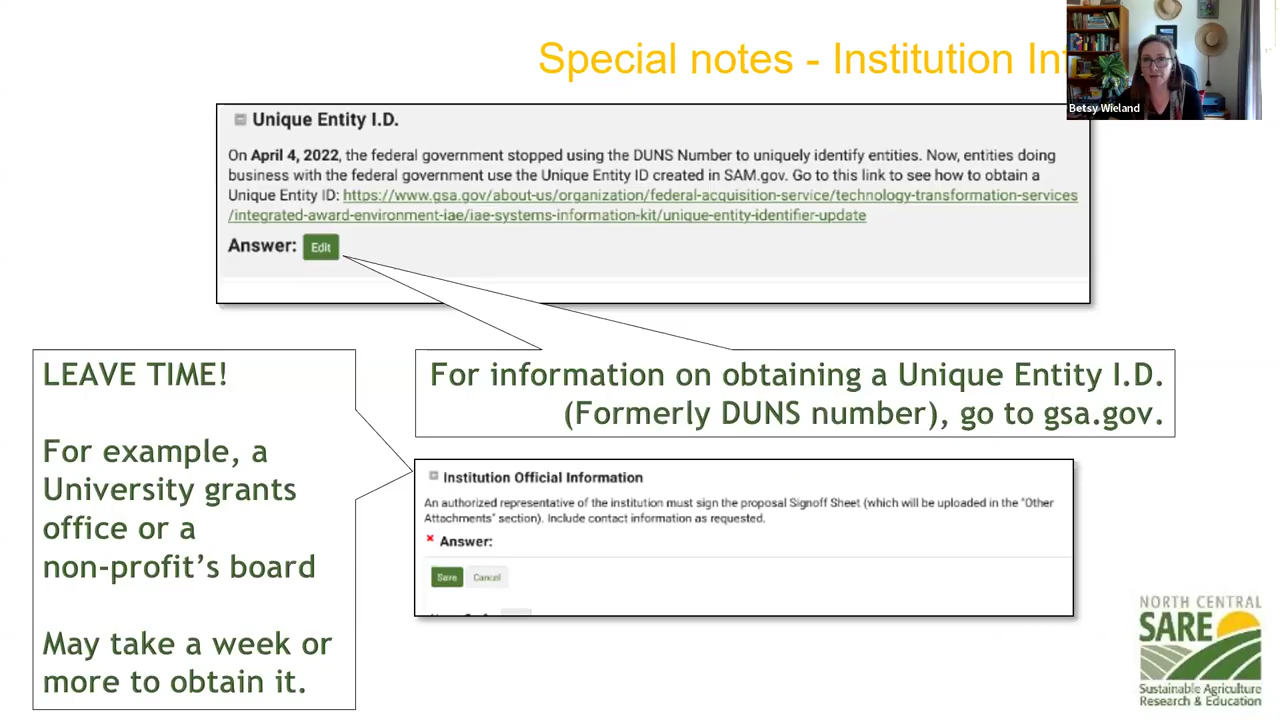 Special notes - Institution In
Betsy Wieland
Unique Entity I.D.
On April 4, 2022, the federal government stopped using the DUNS Number to uniquely identify entities. Now, entities doing
business with the federal government use the Unique Entity ID created in SAM.gov. Go to this link to see how to obtain a
Unique Entity ID: https://www.gsa.gov/about-us/organization/federal-acquisition-service/technology-transformation-services
/integrated-award-environment-iae/iae-systems-information-kit/unique-entity-identifier-update
Answer: Edit
For information on obtaining a Unique Entity I.D.
(Formerly DUNS number), go to gsa.gov.
LEAVE TIME!
For example, a
University grants
office or a
non-profit's board
May take a week or
more to obtain it.
Institution Official Information
An authorized representative of the institution must sign the proposal Signoff Sheet (which will be uploaded in the "Other
Attachments" section). Include contact information as requested.
Answer:
Save Cancel
NORTH CENTRAL
SARE
Sustainable Agriculture
Research & Education